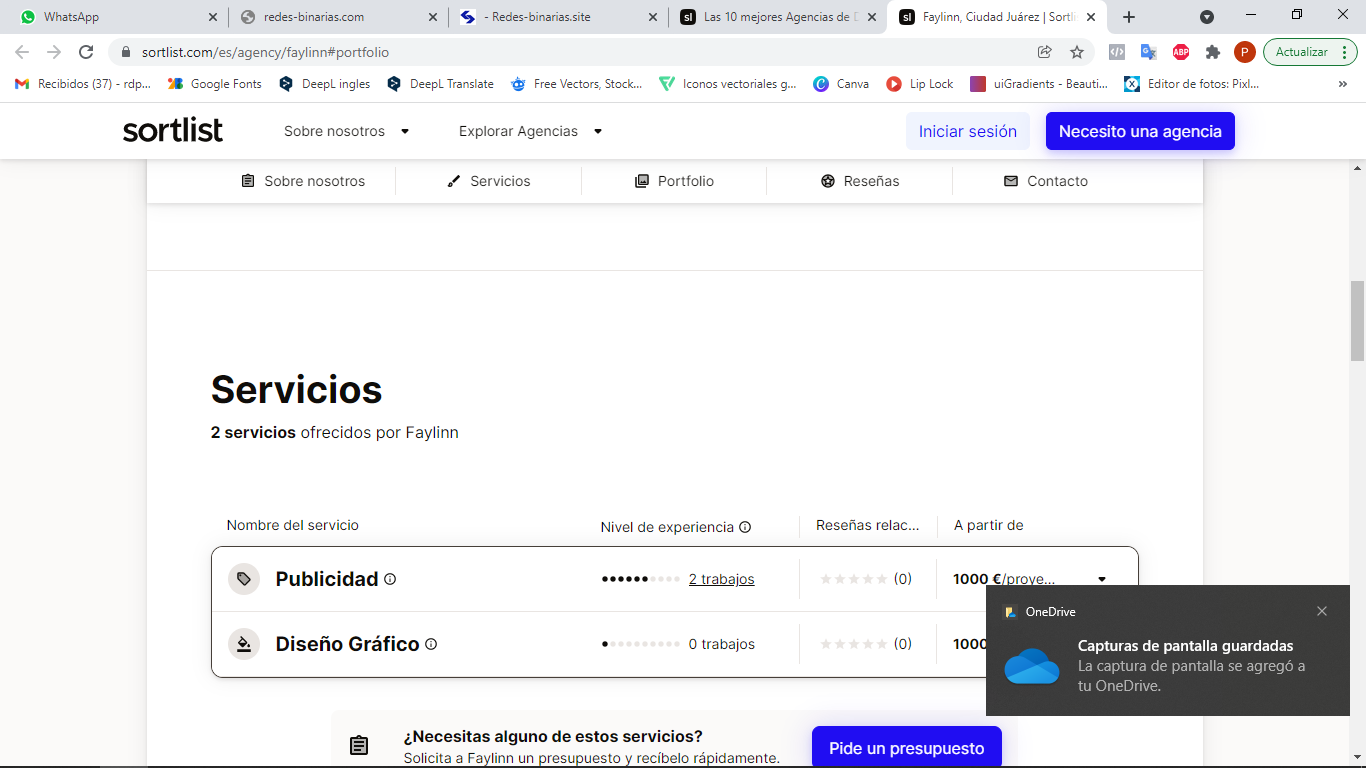 WhatsApp
redes-binarias.com
- Redes-binarias.site
Las 10 mejores Agencias de D
Faylinn, Ciudad Juárez | Sortli
sortlist.com/es/agency/faylinn#portfolio
ABP
P
Actualizar
Recibidos (37) - rdp...
Google Fonts
DeepL ingles
DeepL Translate
Free Vectors, Stock...
Iconos vectoriales g...
Canva
Lip Lock
uiGradients - Beauti...
Editor de fotos: Pixl...
»
sortlist
Sobre nosotros
Explorar Agencias
Iniciar sesión
Necesito una agencia
Sobre nosotros
Servicios
Portfolio
Reseñas
Contacto
Servicios
2 servicios ofrecidos por Faylinn
Nombre del servicio
Nivel de experiencia
Reseñas relac...
A partir de
Publicidad
2 trabajos
(0)
1000 €/proye...
Diseño Gráfico
0 trabajos
(0)
1000
OneDrive
Capturas de pantalla guardadas
La captura de pantalla se agregó a
tu OneDrive.
¿Necesitas alguno de estos servicios?
Solicita a Faylinn un presupuesto y recíbelo rápidamente.
Pide un presupuesto